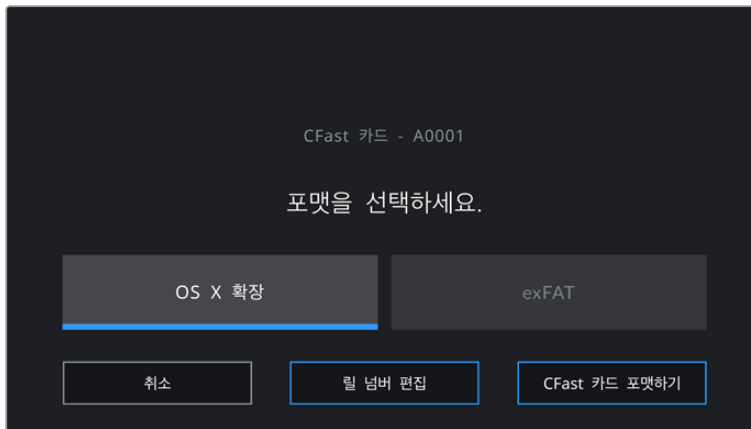 CFast 카드 - A0001
포맷을 선택하세요.
OS X 확장
exFAT
취소
릴 넘버 편집
CFast 카드 포맷하기